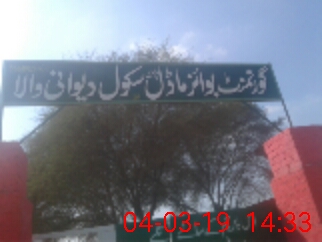 گورنمنٹ بوائز ماڈل سکول دیوانی والا
04-03-19 14:33